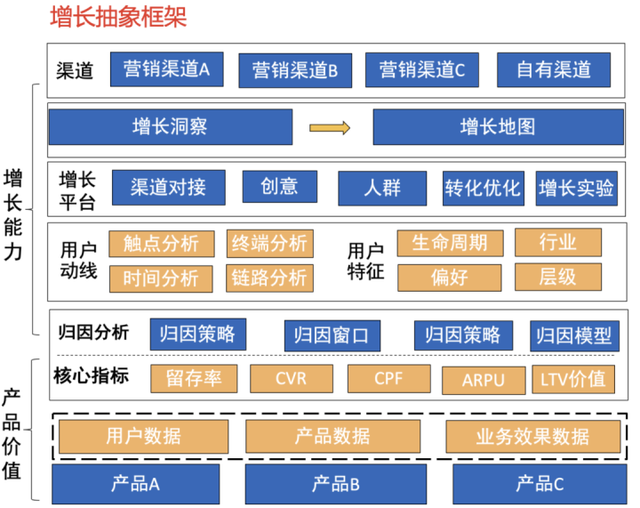 增长抽象框架
渠道 营销渠道A 营销渠道B 营销渠道C 自有渠道
增长洞察 增长地图
增长能力
增长平台 渠道对接 创意 人群 转化优化 增长实验
用户动线 触点分析 终端分析 时间分析 链路分析
用户特征 生命周期 行业 偏好 层级
归因分析 归因策略 归因窗口 归因策略 归因模型
核心指标 留存率 CVR CPF ARPU LTV价值
产品价值
用户数据 产品数据 业务效果数据
产品A 产品B 产品C